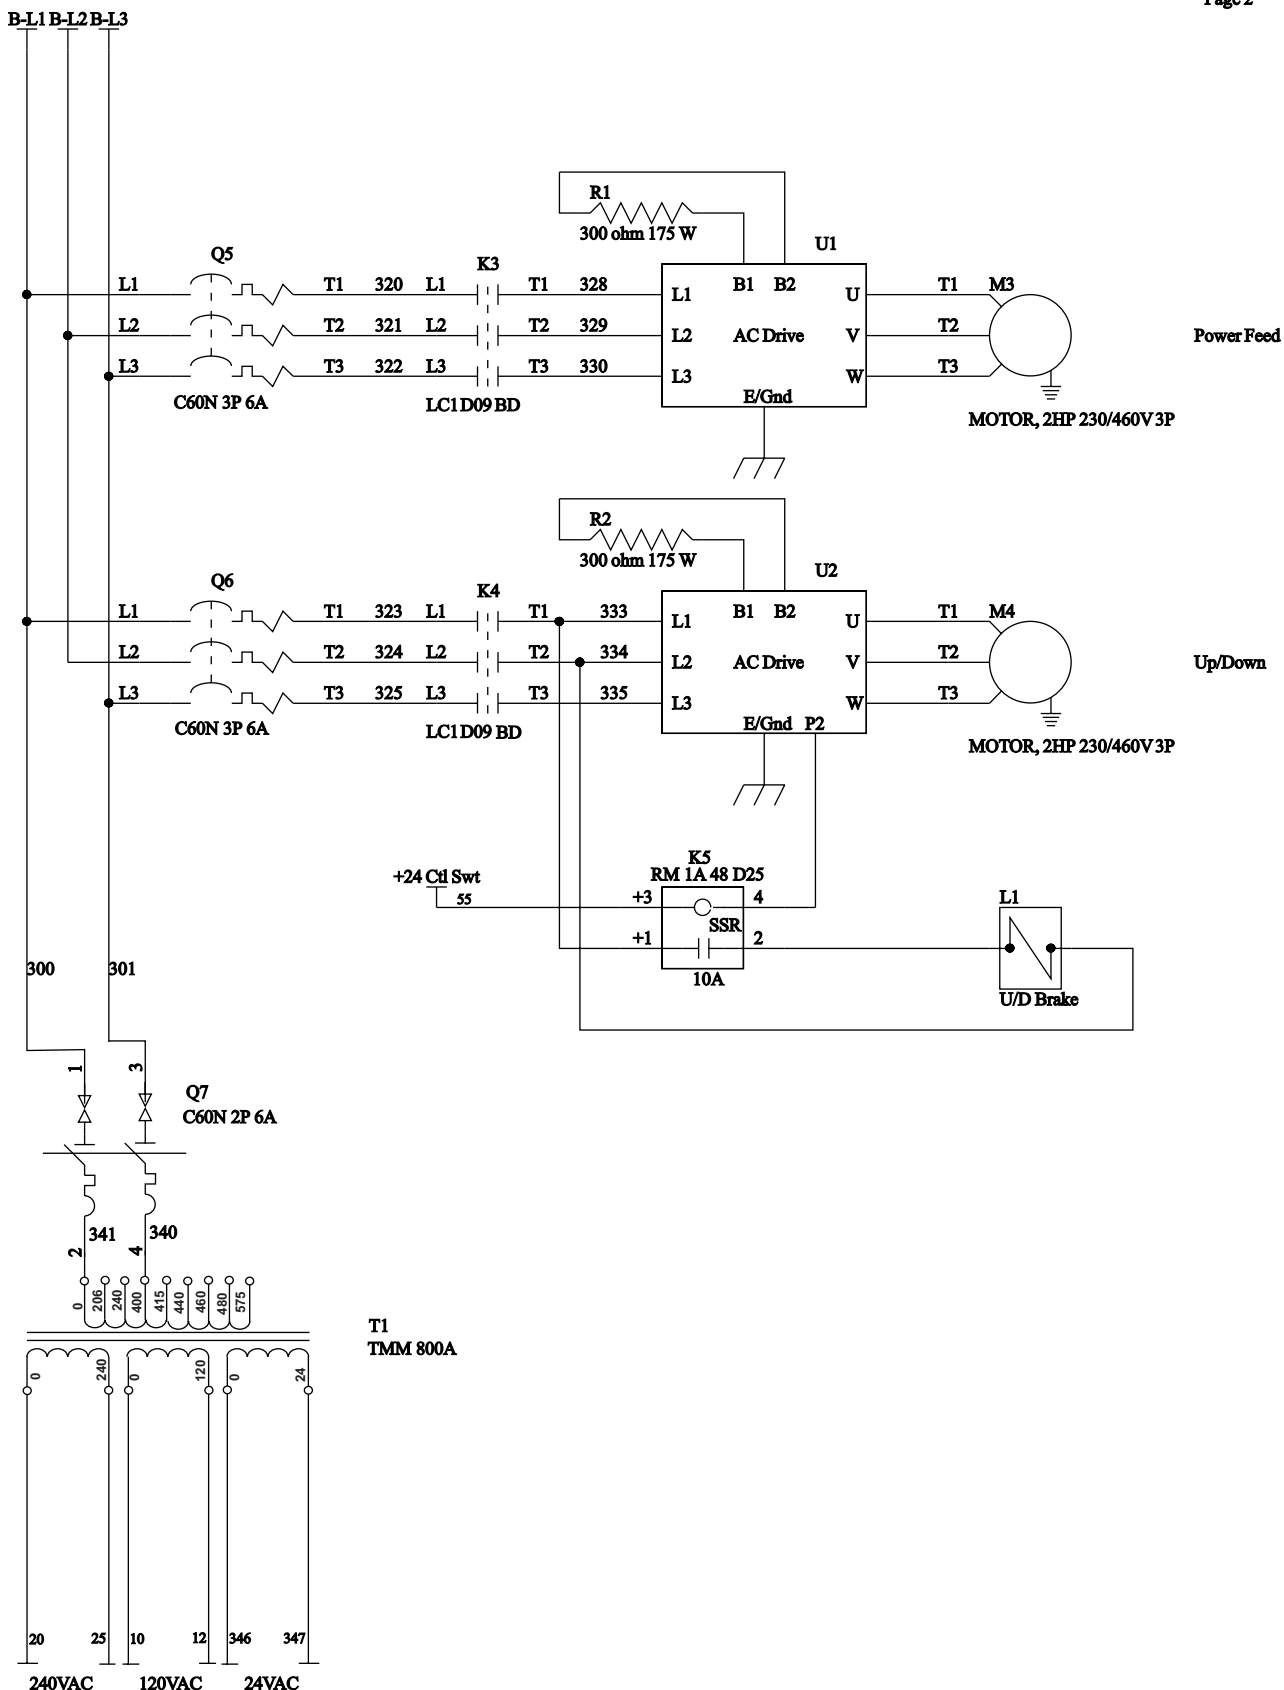 Page 2
B-L1 B-L2 B-L3
R1
300 ohm 175 W
U1
Q5
K3
B1 B2
L1 T1 320 L1 T1 328 L1 U T1 M3
L2 T2 321 L2 T2 329 L2 AC Drive V T2 Power Feed
L3 T3 322 L3 T3 330 L3 W T3
C60N 3P 6A
LC1D09 BD
E/Gnd
MOTOR, 2HP 230/460V 3P
R2
300 ohm 175 W
U2
Q6
K4
L1 T1 323 L1 T1 333 L1 B1 B2 U T1 M4
L2 T2 324 L2 T2 334 L2 AC Drive V T2 Up/Down
L3 T3 325 L3 T3 335 L3 W T3
C60N 3P 6A
LC1D09 BD
E/Gnd P2
MOTOR, 2HP 230/460V 3P
K5
RM 1A 48 D25
+24 Ctl Swt
55
+3 4
SSR
+1 2
10A
L1
U/D Brake
300 301
1 3
Q7
C60N 2P 6A
341 340
2 4
0 206 240 400 415 440 460 480 575
T1
TMM 800A
0 240 0 120 0 24
20 25 10 12 346 347
240VAC 120VAC 24VAC